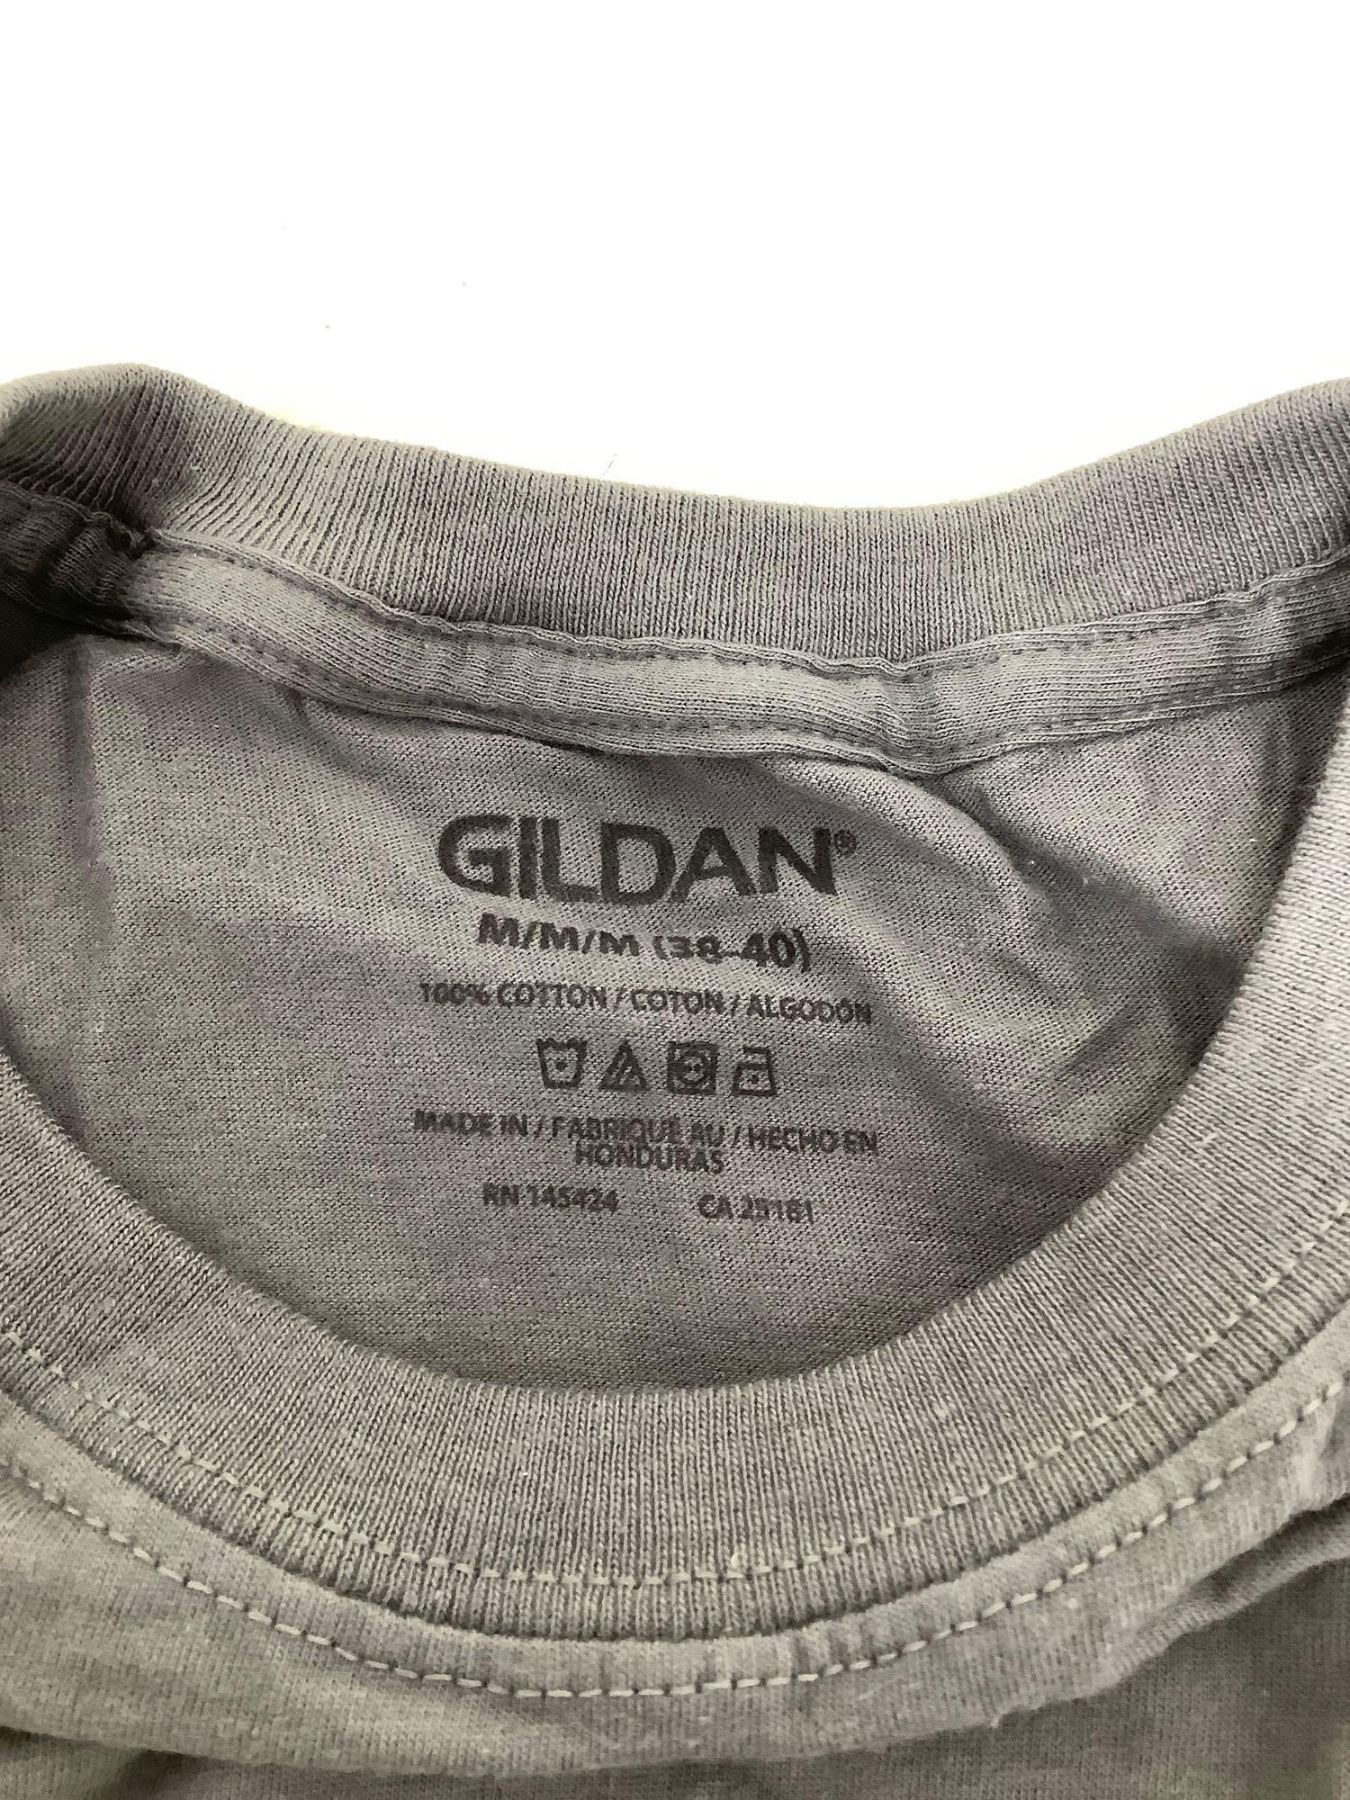 GILDAN®
M/M/M (38-40)
100% COTTON / COTON / ALGODÓN
MADE IN / FABRIQUÉ AU / HECHO EN
HONDURAS
RN 145424 CA 25181